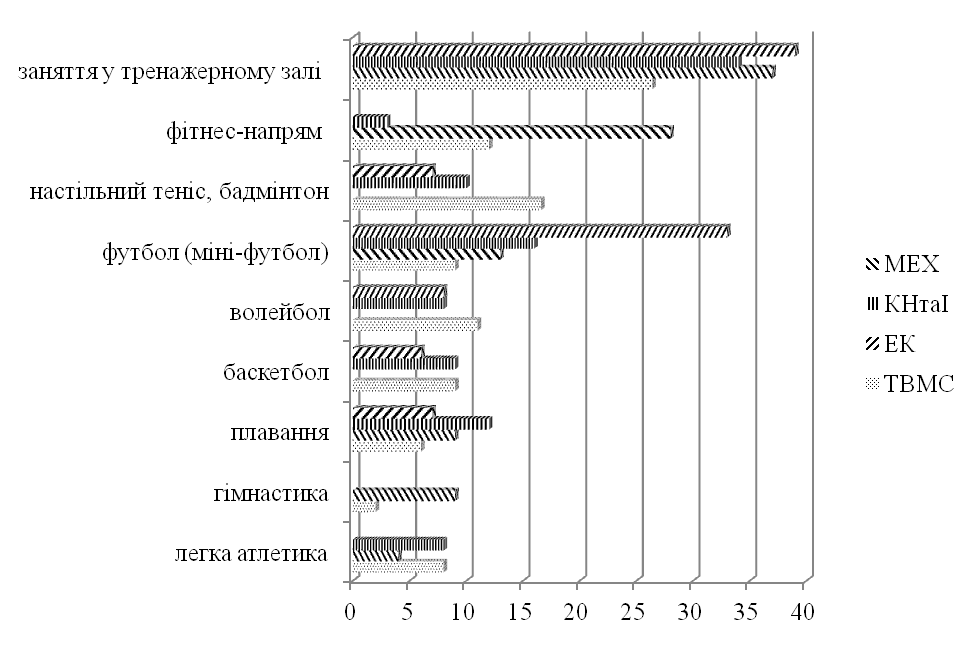 заняття у тренажерному залі
фітнес-напрям
настільний теніс, бадмінтон
футбол (міні-футбол)
волейбол
баскетбол
плавання
гімнастика
легка атлетика
0 5 10 15 20 25 30 35 40
МЕХ
КНтаІ
ЕК
ТВМС